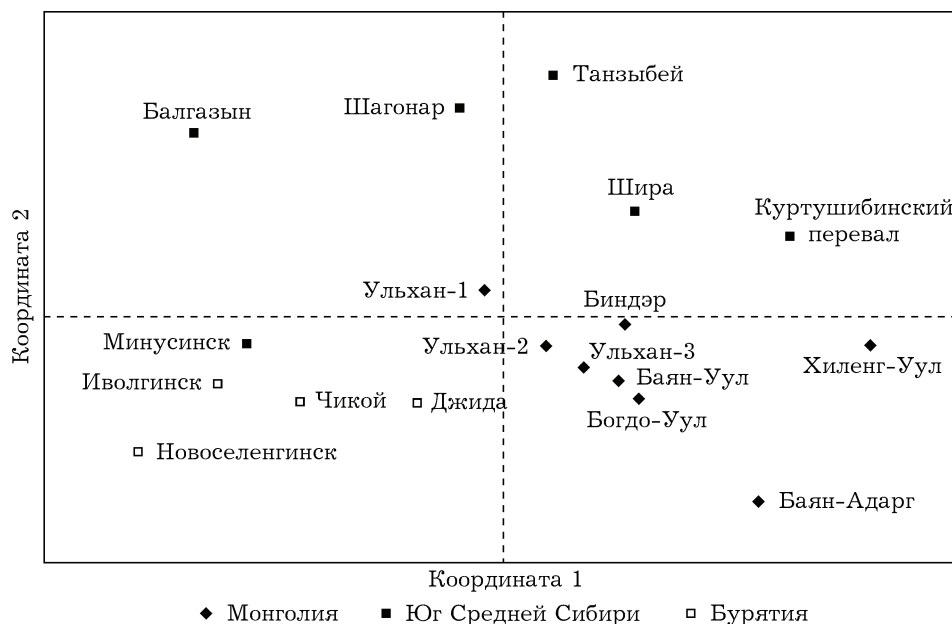 Танзыбей
Балгазын
Шагонар
Шира
Куртушибинский
перевал
Координата 2
Ульхан-1
Биндэр
Минусинск
Ульхан-2
Ульхан-3
Хиленг-Уул
Иволгинск
Баян-Уул
Чикой
Джида
Богдо-Уул
Новоселенгинск
Баян-Адарг
Координата 1
Монголия Юг Средней Сибири Бурятия